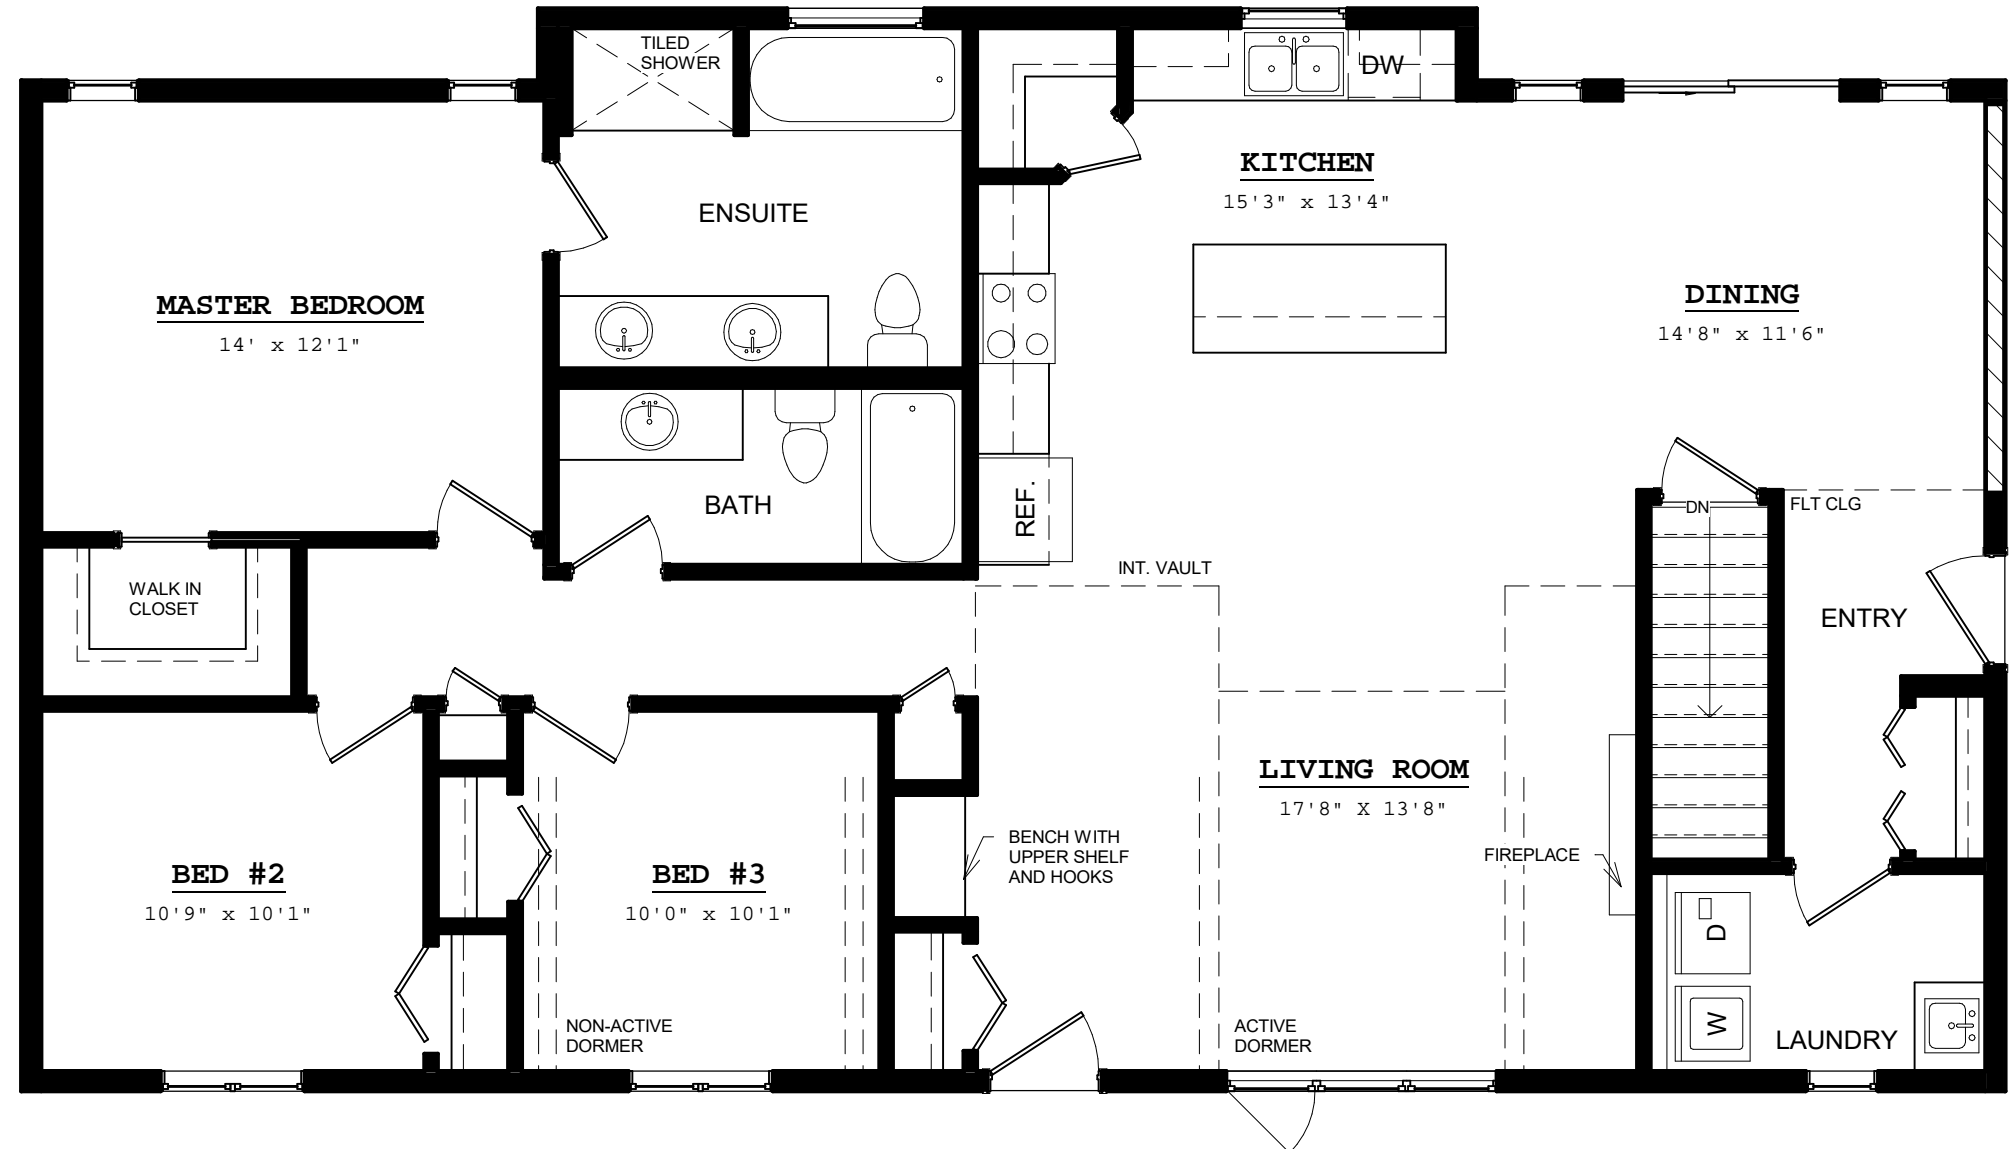 TILED
SHOWER
DW
KITCHEN
15'3" x 13'4"
ENSUITE
MASTER BEDROOM
14' x 12'1"
DINING
14'8" x 11'6"
BATH
REF.
DN
FLT CLG
INT. VAULT
WALK IN
CLOSET
ENTRY
LIVING ROOM
17'8" X 13'8"
BENCH WITH
UPPER SHELF
AND HOOKS
FIREPLACE
BED #2
10'9" x 10'1"
BED #3
10'0" x 10'1"
D
W
NON-ACTIVE
DORMER
ACTIVE
DORMER
LAUNDRY